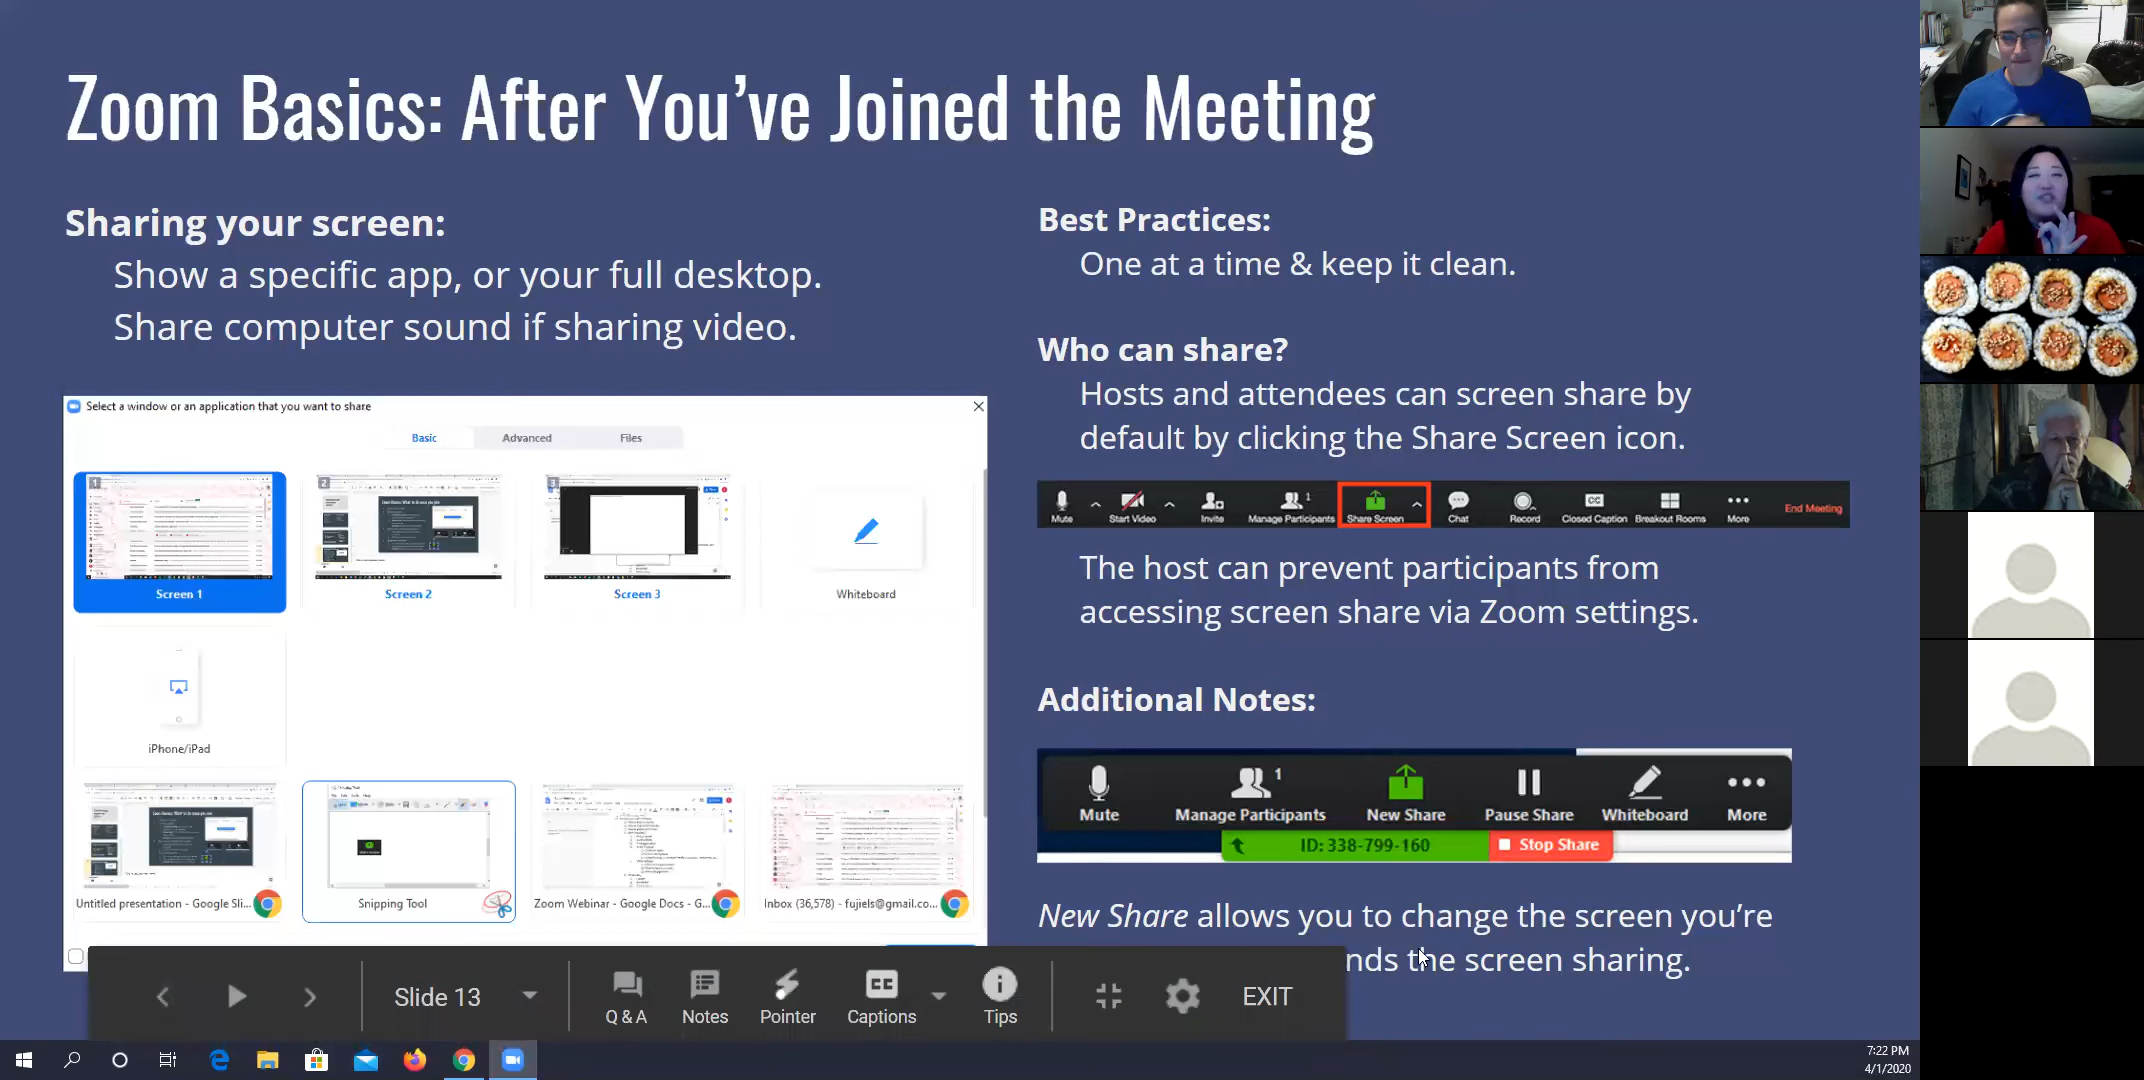 Zoom Basics: After You've Joined the Meeting
Sharing your screen:
Show a specific app, or your full desktop.
Share computer sound if sharing video.
Select a window or an application that you want to share
Basic Advanced Files
1
2
3
Screen 1 Screen 2 Screen 3 Whiteboard
iPhone/iPad
Untitled presentation - Google Sli... Snipping Tool Zoom Webinar - Google Docs - G... Inbox (36,578) - fujiels@gmail.co...
Best Practices:
One at a time & keep it clean.
Who can share?
Hosts and attendees can screen share by
default by clicking the Share Screen icon.
Mute Start Video Invite Manage Participants 1 Share Screen Chat Record CC Closed Caption Breakout Rooms More End Meeting
The host can prevent participants from
accessing screen share via Zoom settings.
Additional Notes:
Mute Manage Participants 1 New Share Pause Share Whiteboard More
ID: 338-799-160 Stop Share
New Share allows you to change the screen you're
nds the screen sharing.
Slide 13 Q & A Notes Pointer CC Captions Tips EXIT
7:22 PM
4/1/2020